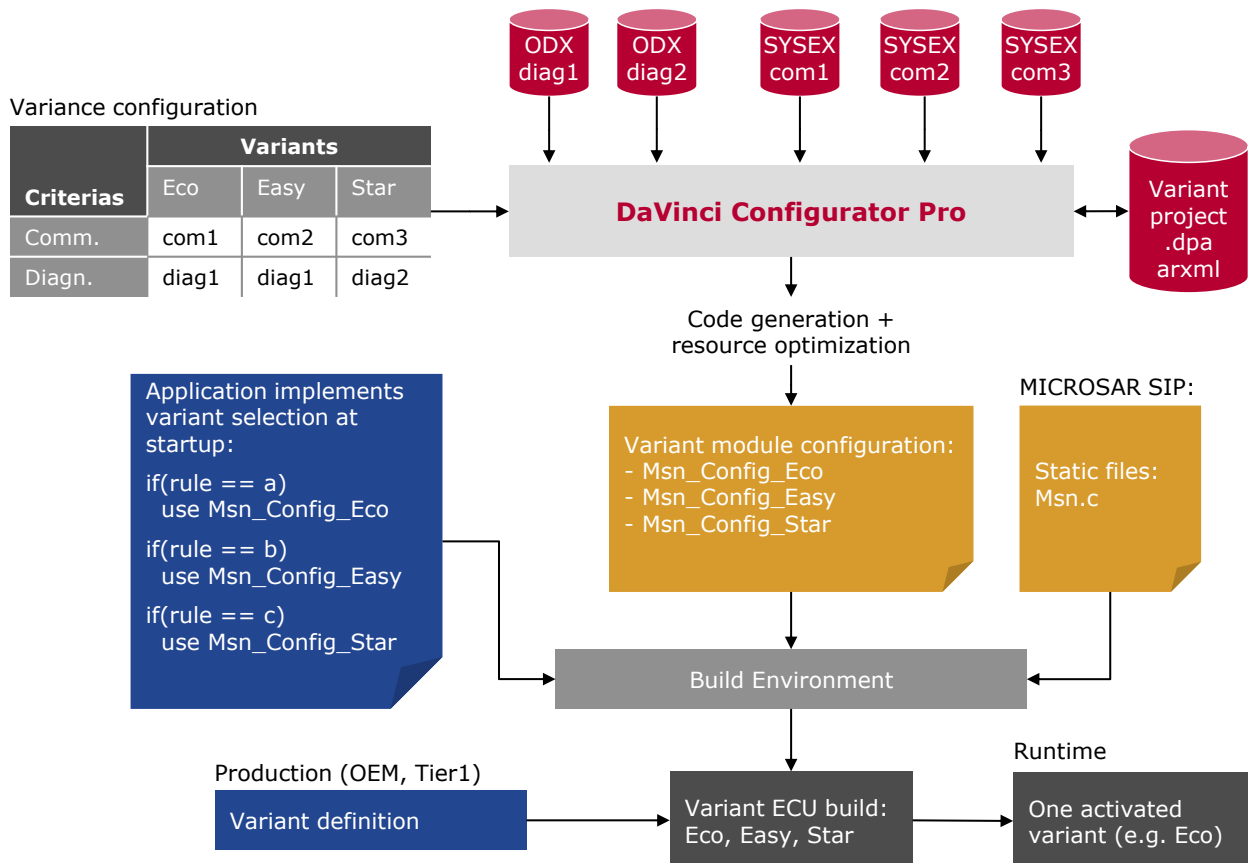 ODX
diag1
ODX
diag2
SYSEX
com1
SYSEX
com2
SYSEX
com3
Variance configuration
Variants
Criterias
Eco
Easy
Star
Comm.
com1
com2
com3
Diagn.
diag1
diag1
diag2
DaVinci Configurator Pro
Variant
project
.dpa
arxml
Code generation +
resource optimization
Application implements
variant selection at
startup:
if(rule == a)
use Msn_Config_Eco
if(rule == b)
use Msn_Config_Easy
if(rule == c)
use Msn_Config_Star
Variant module configuration:
- Msn_Config_Eco
- Msn_Config_Easy
- Msn_Config_Star
MICROSAR SIP:
Static files:
Msn.c
Build Environment
Production (OEM, Tier1)
Variant definition
Variant ECU build:
Eco, Easy, Star
Runtime
One activated
variant (e.g. Eco)